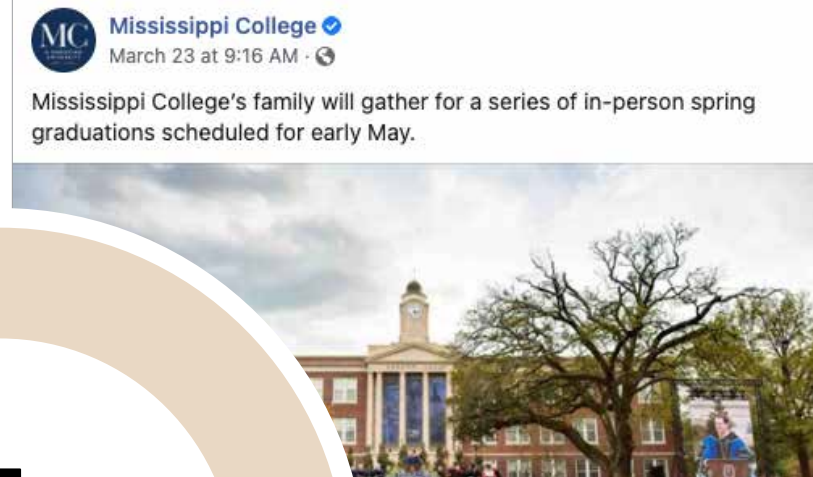 MC
Mississippi College
March 23 at 9:16 AM ·
Mississippi College's family will gather for a series of in-person spring
graduations scheduled for early May.